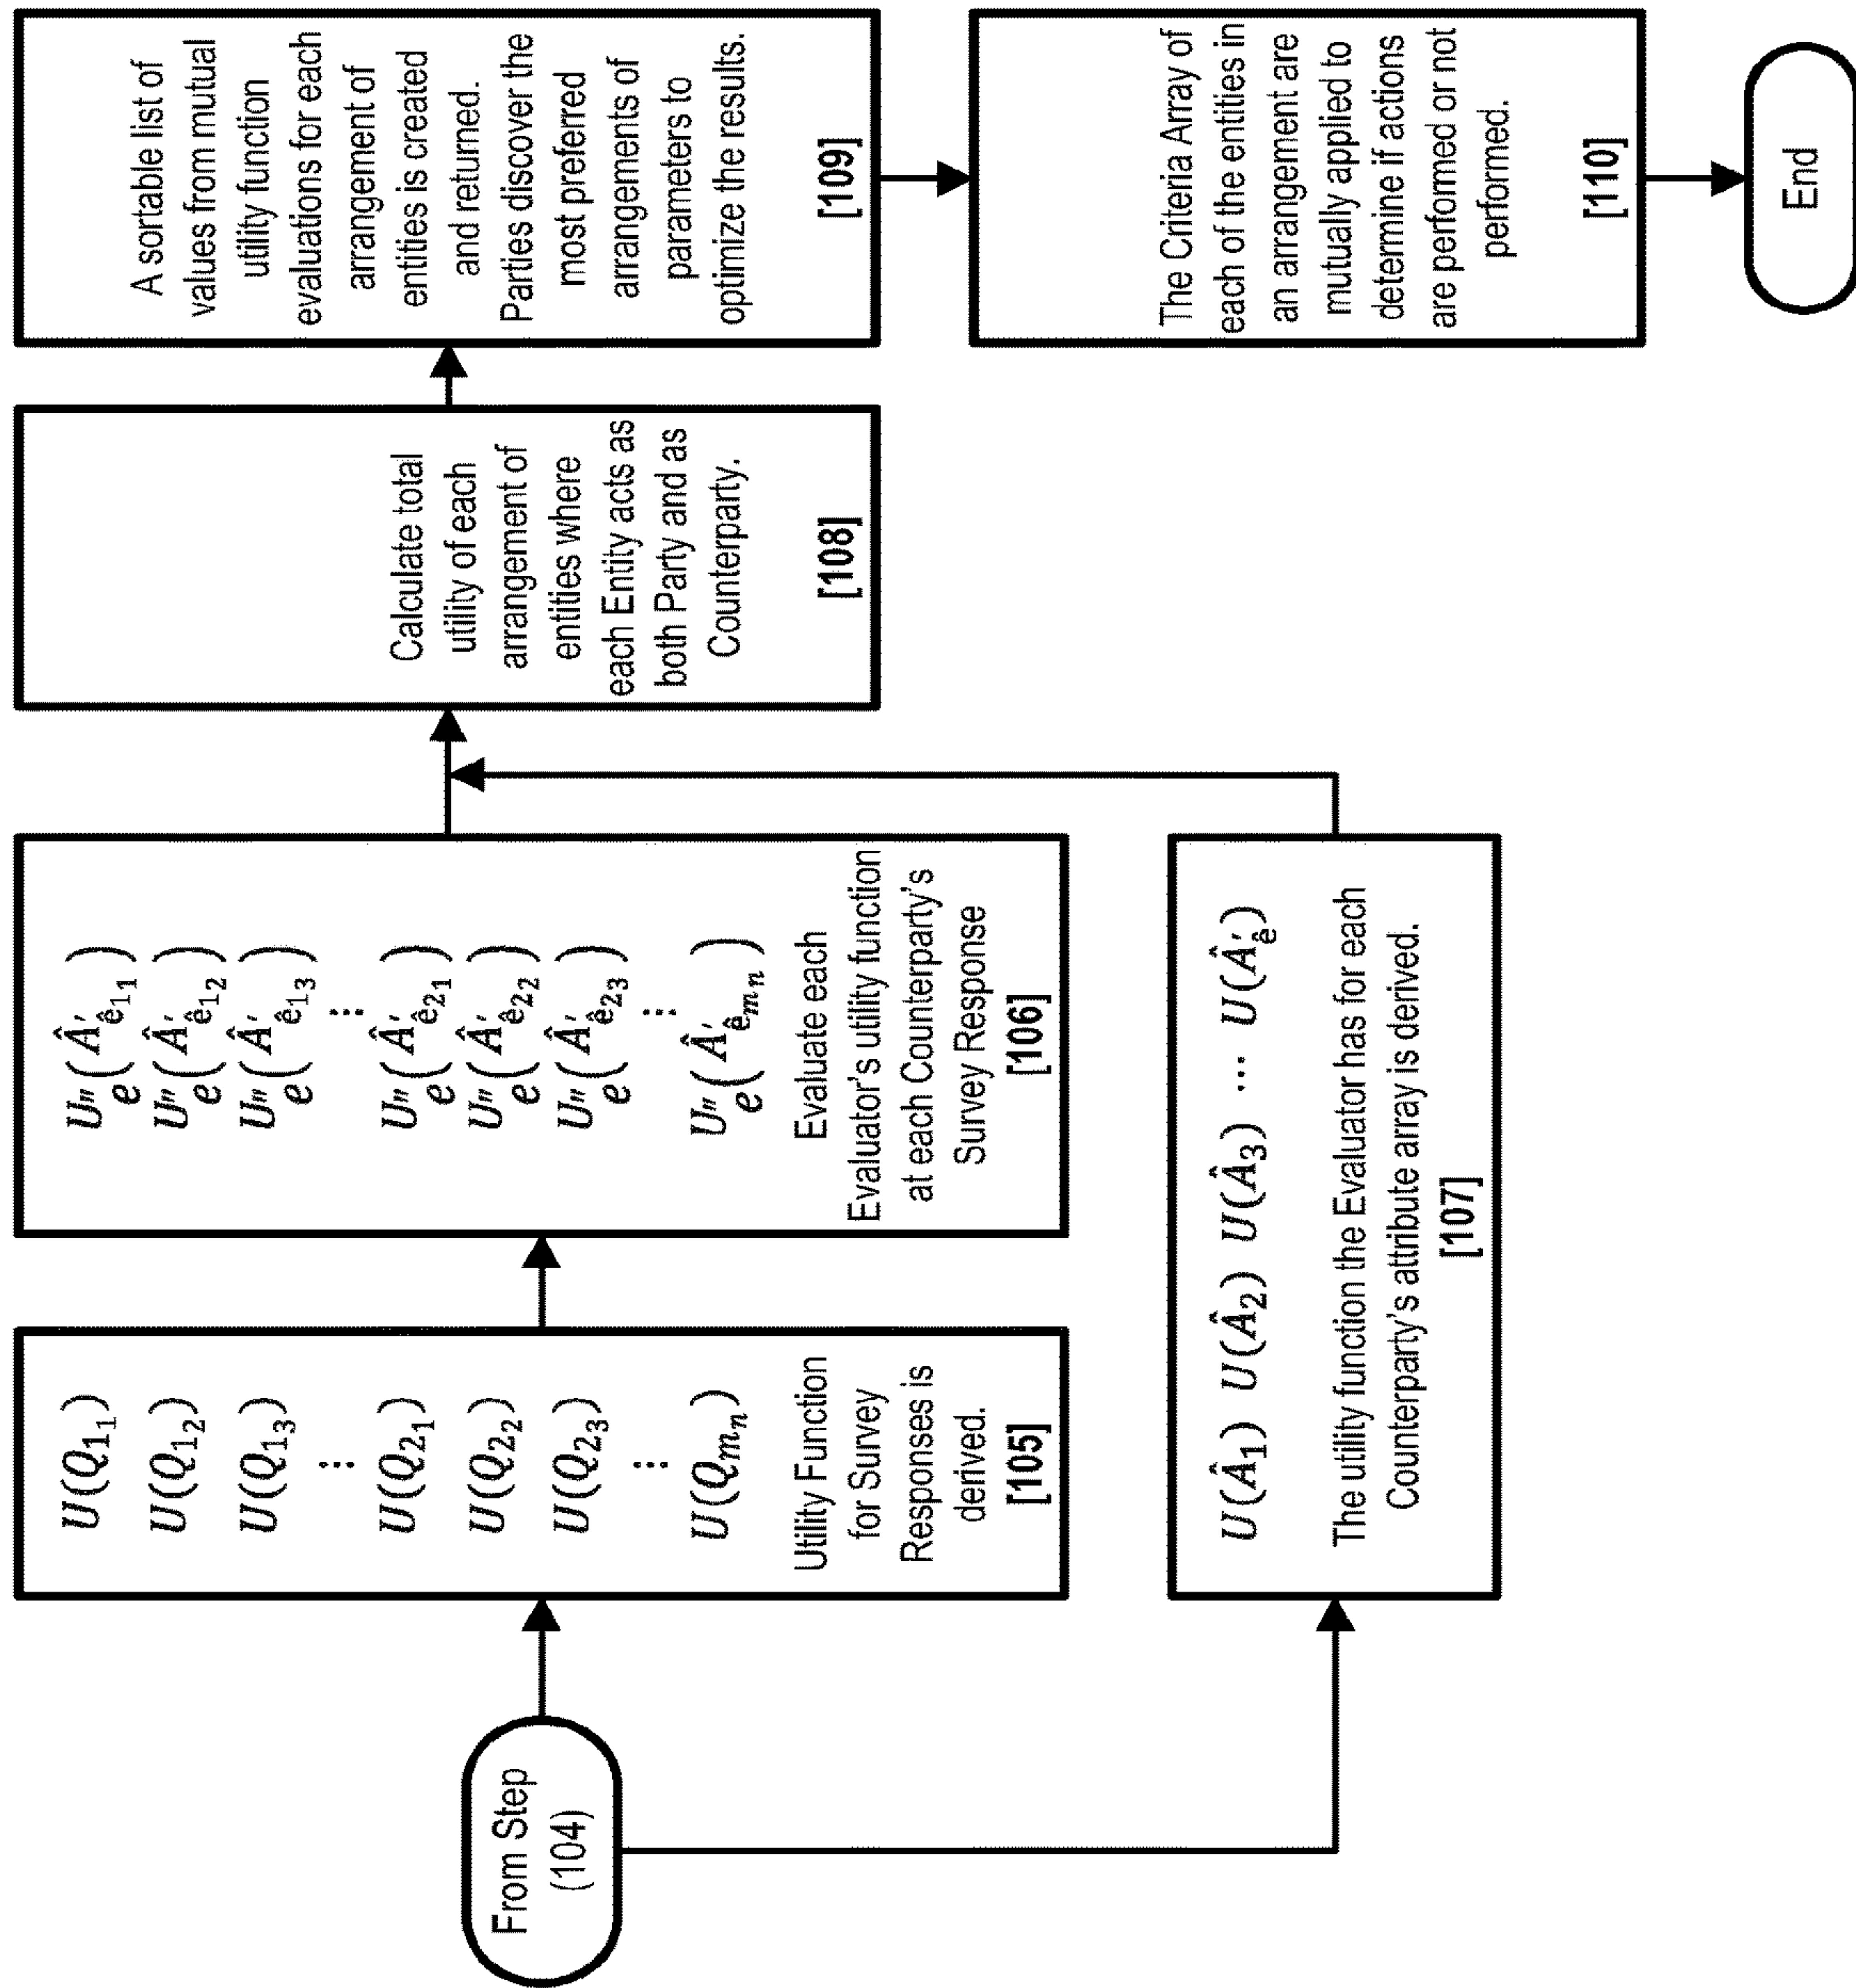 From Step
(104)
U(Q₁₁)
U(Q₁₂)
U(Q₁₃)
⋮
U(Q₂₁)
U(Q₂₂)
U(Q₂₃)
⋮
U(Qₘₙ)
Utility Function
for Survey
Responses is
derived.
[105]
U″ₑ(Â′ê₁₁)
U″ₑ(Â′ê₁₂)
U″ₑ(Â′ê₁₃)
⋮
U″ₑ(Â′ê₂₁)
U″ₑ(Â′ê₂₂)
U″ₑ(Â′ê₂₃)
⋮
U″ₑ(Â′êₘₙ)
Evaluate each
Evaluator's utility function
at each Counterparty's
Survey Response
[106]
U(Â₁) U(Â₂) U(Â₃) ... U(Â′ê)
The utility function the Evaluator has for each
Counterparty's attribute array is derived.
[107]
Calculate total
utility of each
arrangement of
entities where
each Entity acts as
both Party and as
Counterparty.
[108]
A sortable list of
values from mutual
utility function
evaluations for each
arrangement of
entities is created
and returned.
Parties discover the
most preferred
arrangements of
parameters to
optimize the results.
[109]
The Criteria Array of
each of the entities in
an arrangement are
mutually applied to
determine if actions
are performed or not
performed.
[110]
End